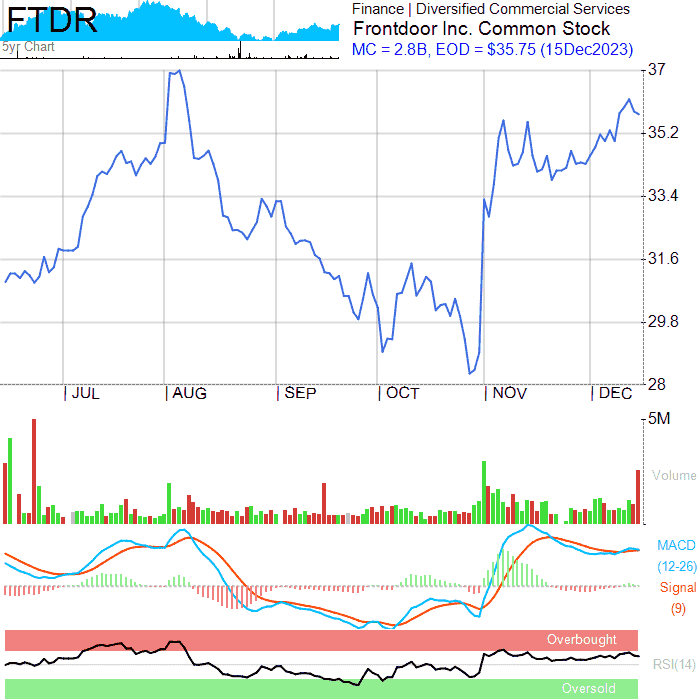 FTDR
5yr Chart
Finance | Diversified Commercial Services
Frontdoor Inc. Common Stock
MC = 2.8B, EOD = $35.75 (15Dec2023)
37
35.2
33.4
31.6
29.8
28
JUL AUG SEP OCT NOV DEC
5M
Volume
MACD
(12-26)
Signal
(9)
Overbought
RSI(14)
Oversold